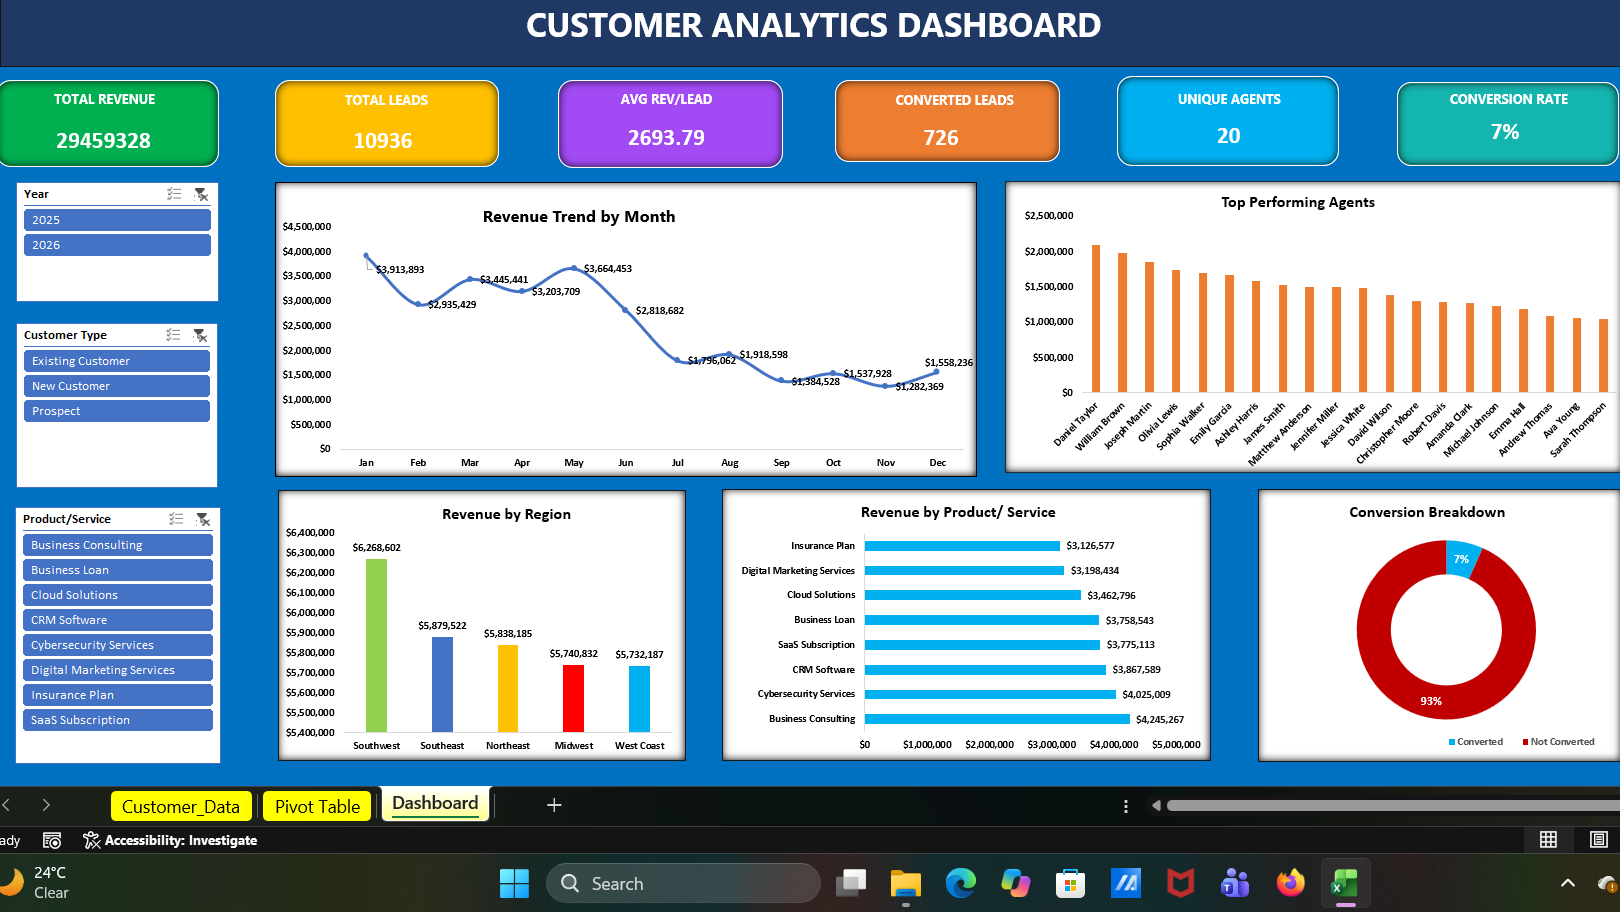 CUSTOMER ANALYTICS DASHBOARD
TOTAL REVENUE
29459328
TOTAL LEADS
10936
AVG REV/LEAD
2693.79
CONVERTED LEADS
726
UNIQUE AGENTS
20
CONVERSION RATE
7%
Year
2025
2026
Customer Type
Existing Customer
New Customer
Prospect
Product/Service
Business Consulting
Business Loan
Cloud Solutions
CRM Software
Cybersecurity Services
Digital Marketing Services
Insurance Plan
SaaS Subscription
Revenue Trend by Month
$4,500,000
$4,000,000
$3,500,000
$3,000,000
$2,500,000
$2,000,000
$1,500,000
$1,000,000
$500,000
$0
$3,913,893
$2,935,429
$3,445,441
$3,203,709
$3,664,453
$2,818,682
$1,796,062
$1,918,598
$1,384,528
$1,537,928
$1,282,369
$1,558,236
Jan Feb Mar Apr May Jun Jul Aug Sep Oct Nov Dec
Top Performing Agents
$2,500,000
$2,000,000
$1,500,000
$1,000,000
$500,000
$0
Daniel Taylor
William Brown
Joseph Martin
Olivia Lewis
Sophia Walker
Emily Garcia
Ashley Harris
James Smith
Matthew Anderson
Jennifer Miller
Jessica White
David Wilson
Christopher Moore
Robert Davis
Amanda Clark
Michael Johnson
Emma Hall
Andrew Thomas
Ava Young
Sarah Thompson
Revenue by Region
$6,400,000
$6,300,000
$6,200,000
$6,100,000
$6,000,000
$5,900,000
$5,800,000
$5,700,000
$5,600,000
$5,500,000
$5,400,000
$6,268,602
$5,879,522
$5,838,185
$5,740,832
$5,732,187
Southwest Southeast Northeast Midwest West Coast
Revenue by Product/ Service
Insurance Plan $3,126,577
Digital Marketing Services $3,198,434
Cloud Solutions $3,462,796
Business Loan $3,758,543
SaaS Subscription $3,775,113
CRM Software $3,867,589
Cybersecurity Services $4,025,009
Business Consulting $4,245,267
$0 $1,000,000 $2,000,000 $3,000,000 $4,000,000 $5,000,000
Conversion Breakdown
7%
93%
Converted Not Converted
Customer_Data Pivot Table Dashboard
ady Accessibility: Investigate
24°C
Clear
Search